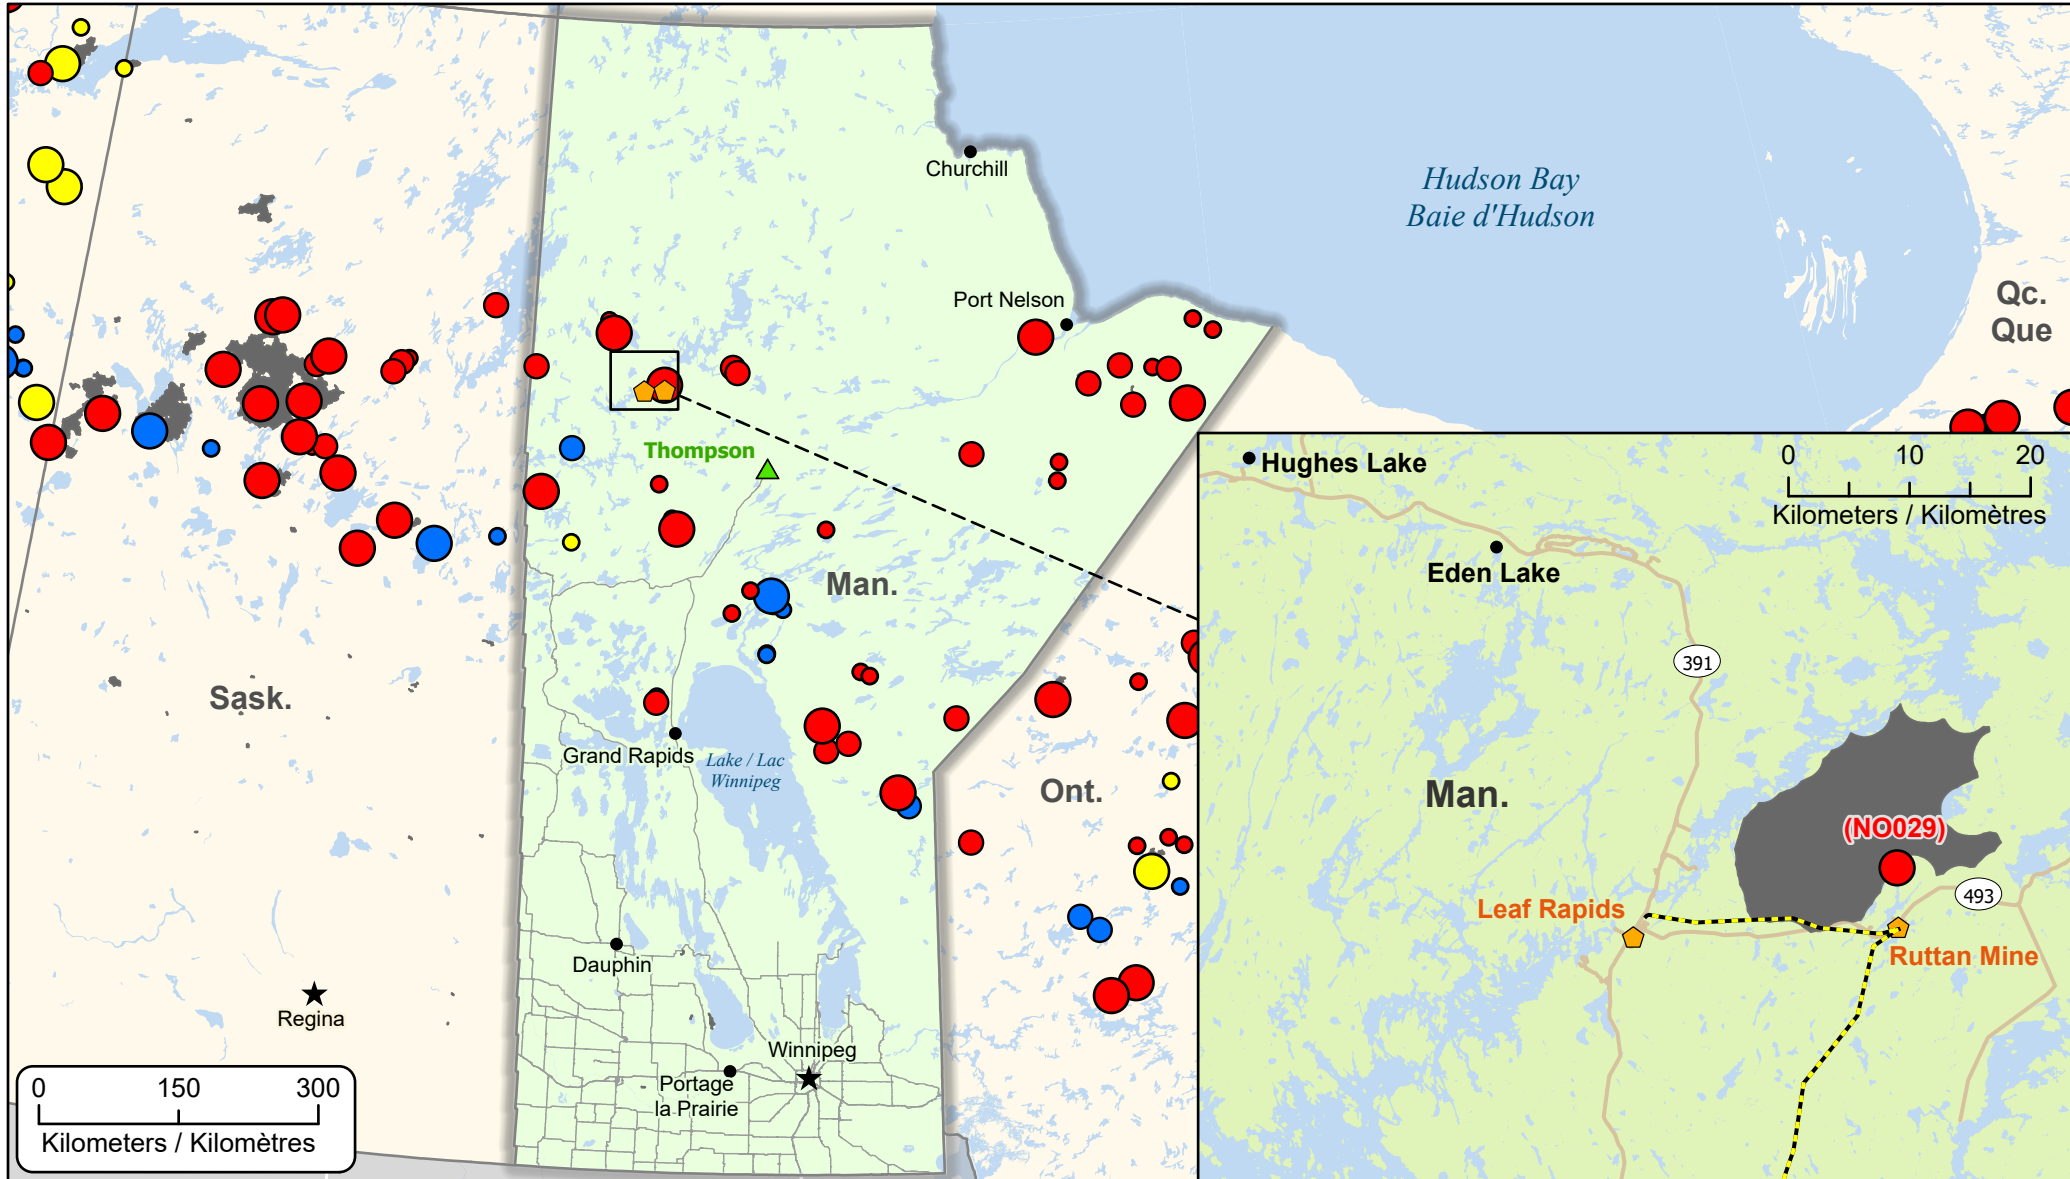 Churchill
Hudson Bay
Baie d'Hudson
Port Nelson
Qc.
Que
Thompson
Man.
Sask.
Grand Rapids
Lake / Lac
Winnipeg
Ont.
Dauphin
Regina
Winnipeg
Portage
la Prairie
0 150 300
Kilometers / Kilomètres
Hughes Lake
0 10 20
Kilometers / Kilomètres
Eden Lake
391
Man.
(NO029)
493
Leaf Rapids
Ruttan Mine